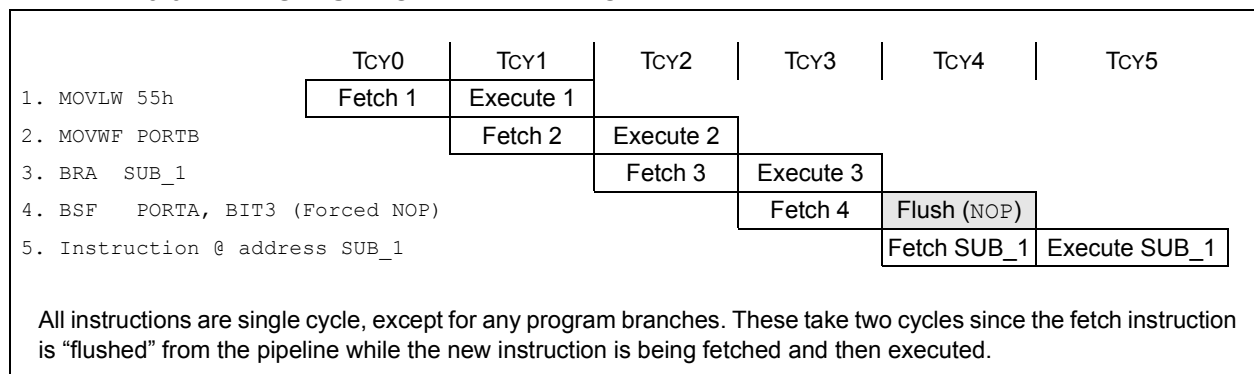 TCY0 TCY1 TCY2 TCY3 TCY4 TCY5
1. MOVLW 55h Fetch 1 Execute 1
2. MOVWF PORTB Fetch 2 Execute 2
3. BRA SUB_1 Fetch 3 Execute 3
4. BSF PORTA, BIT3 (Forced NOP) Fetch 4 Flush (NOP)
5. Instruction @ address SUB_1 Fetch SUB_1 Execute SUB_1
All instructions are single cycle, except for any program branches. These take two cycles since the fetch instruction
is “flushed” from the pipeline while the new instruction is being fetched and then executed.